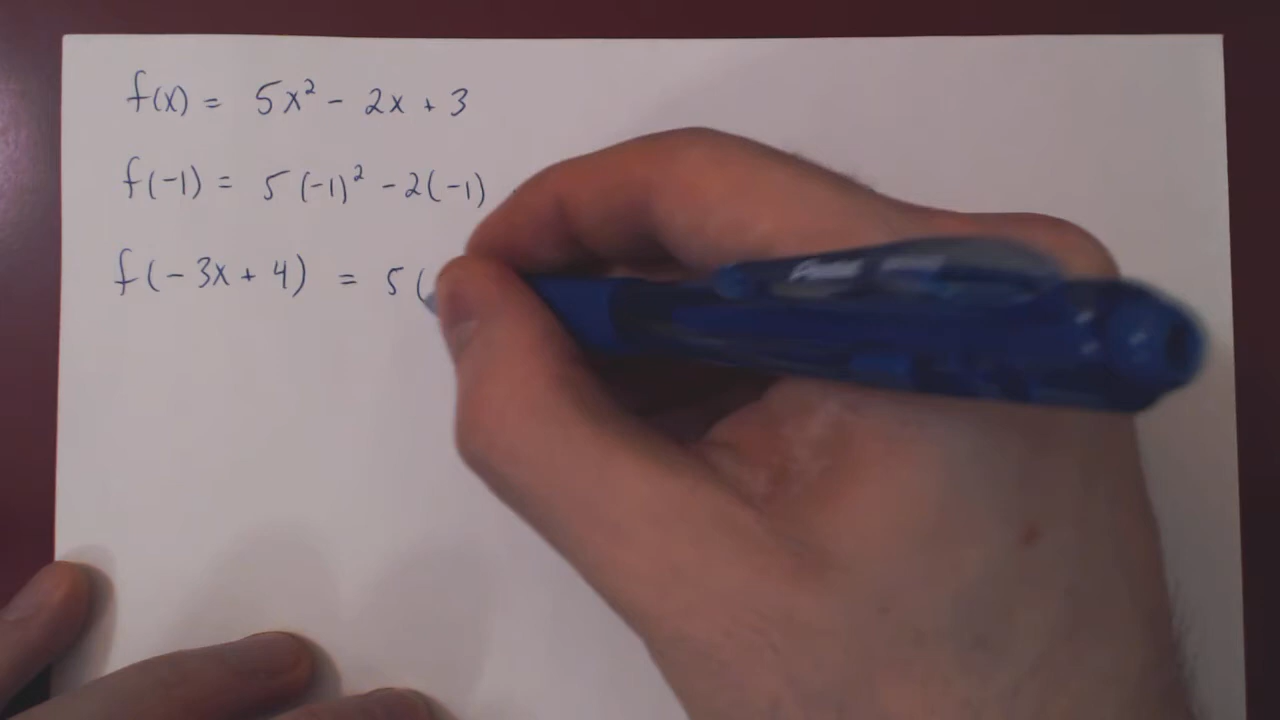 f(x) = 5x² - 2x + 3
f(-1) = 5(-1)² - 2(-1)
f(-3x + 4) = 5(